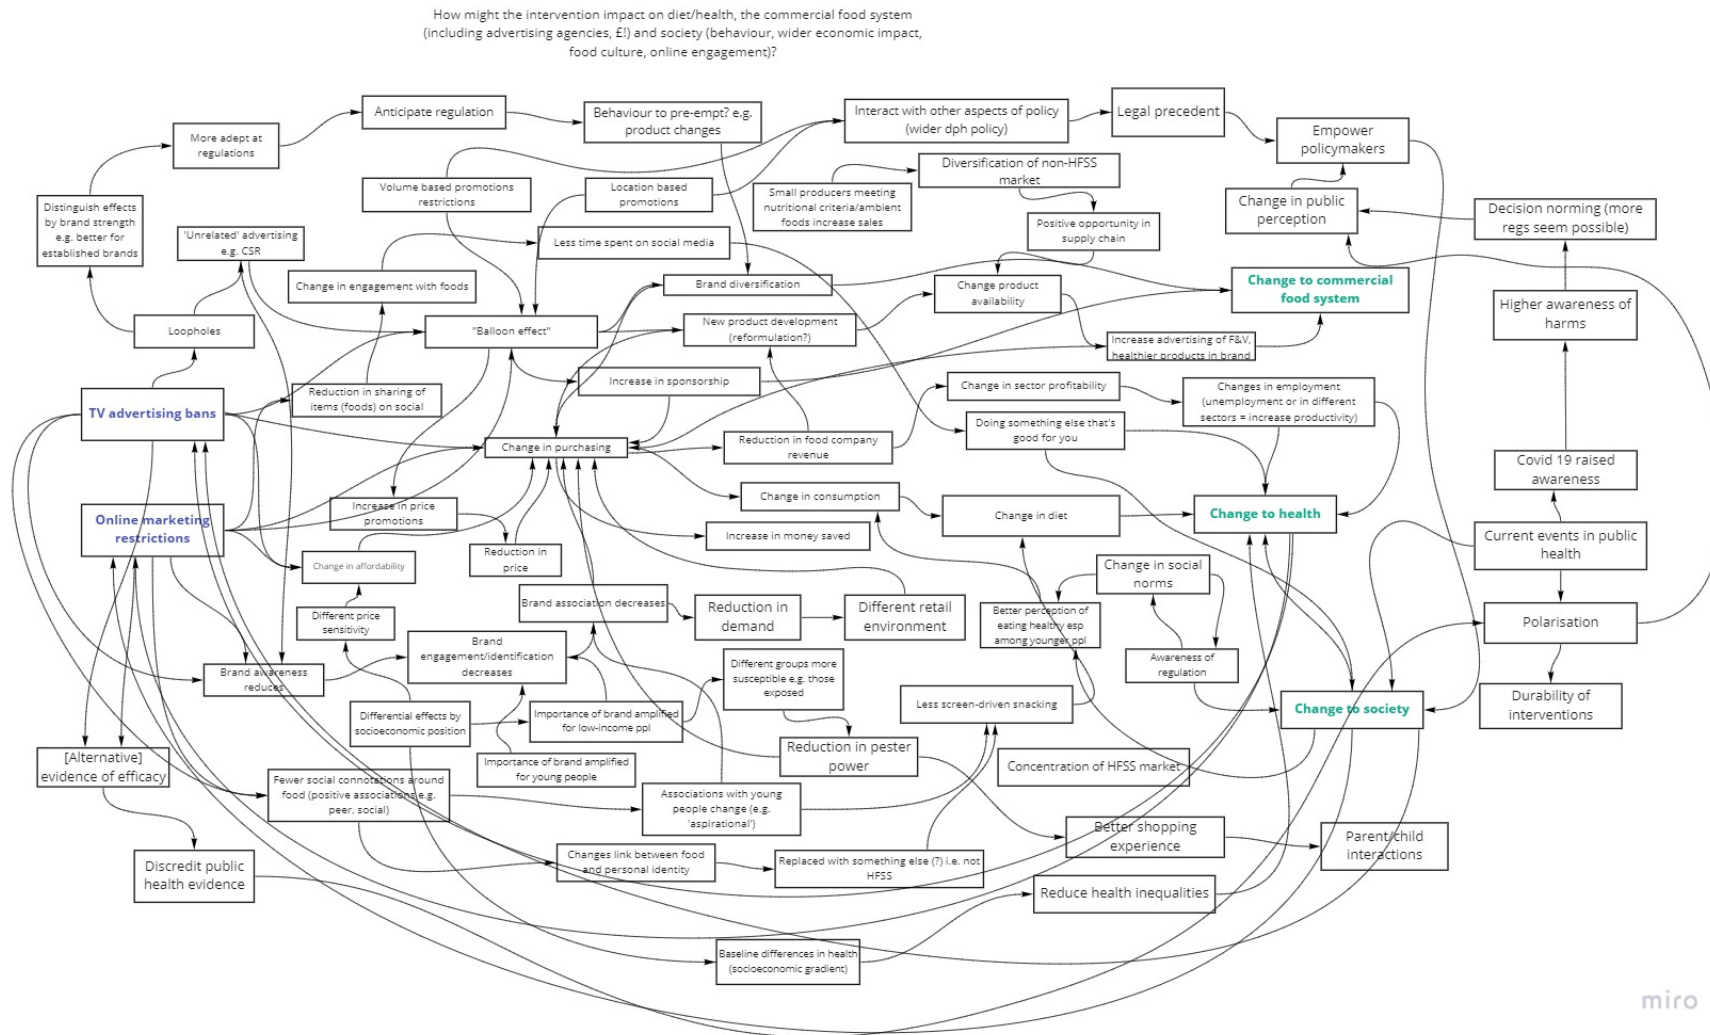 How might the intervention impact on diet/health, the commercial food system
(including advertising agencies, £!) and society (behaviour, wider economic impact,
food culture, online engagement)?
Anticipate regulation
Behaviour to pre-empt? e.g.
product changes
Interact with other aspects of policy
(wider dph policy)
Legal precedent
Empower
policymakers
More adept at
regulations
Volume based promotions
restrictions
Location based
promotions
Diversification of non-HFSS
market
Small producers meeting
nutritional criteria/ambient
foods increase sales
Change in public
perception
Decision norming (more
regs seem possible)
Distinguish effects
by brand strength
e.g. better for
established brands
'Unrelated' advertising
e.g. CSR
Less time spent on social media
Positive opportunity in
supply chain
Change in engagement with foods
Brand diversification
Change product
availability
Change to commercial
food system
Higher awareness of
harms
Loopholes
"Balloon effect"
New product development
(reformulation?)
Increase advertising of F&V,
healthier products in brand
TV advertising bans
Reduction in sharing of
items (foods) on social
Increase in sponsorship
Change in sector profitability
Changes in employment
(unemployment or in different
sectors = increase productivity)
Change in purchasing
Reduction in food company
revenue
Doing something else that's
good for you
Covid 19 raised
awareness
Online marketing
restrictions
Increase in price
promotions
Change in consumption
Change in diet
Change to health
Increase in money saved
Current events in public
health
Change in affordability
Reduction in
price
Change in social
norms
Different price
sensitivity
Brand association decreases
Reduction in
demand
Different retail
environment
Better perception of
eating healthy esp
among younger ppl
Polarisation
Brand awareness
reduces
Brand
engagement/identification
decreases
Different groups more
susceptible e.g. those
exposed
Awareness of
regulation
Durability of
interventions
Differential effects by
socioeconomic position
Importance of brand amplified
for low-income ppl
Less screen-driven snacking
Change to society
[Alternative]
evidence of efficacy
Importance of brand amplified
for young people
Reduction in pester
power
Concentration of HFSS market
Fewer social connotations around
food (positive associations e.g.
peer, social)
Associations with young
people change (e.g.
'aspirational')
Better shopping
experience
Parent/child
interactions
Discredit public
health evidence
Changes link between food
and personal identity
Replaced with something else (?) i.e. not
HFSS
Reduce health inequalities
Baseline differences in health
(socioeconomic gradient)
miro